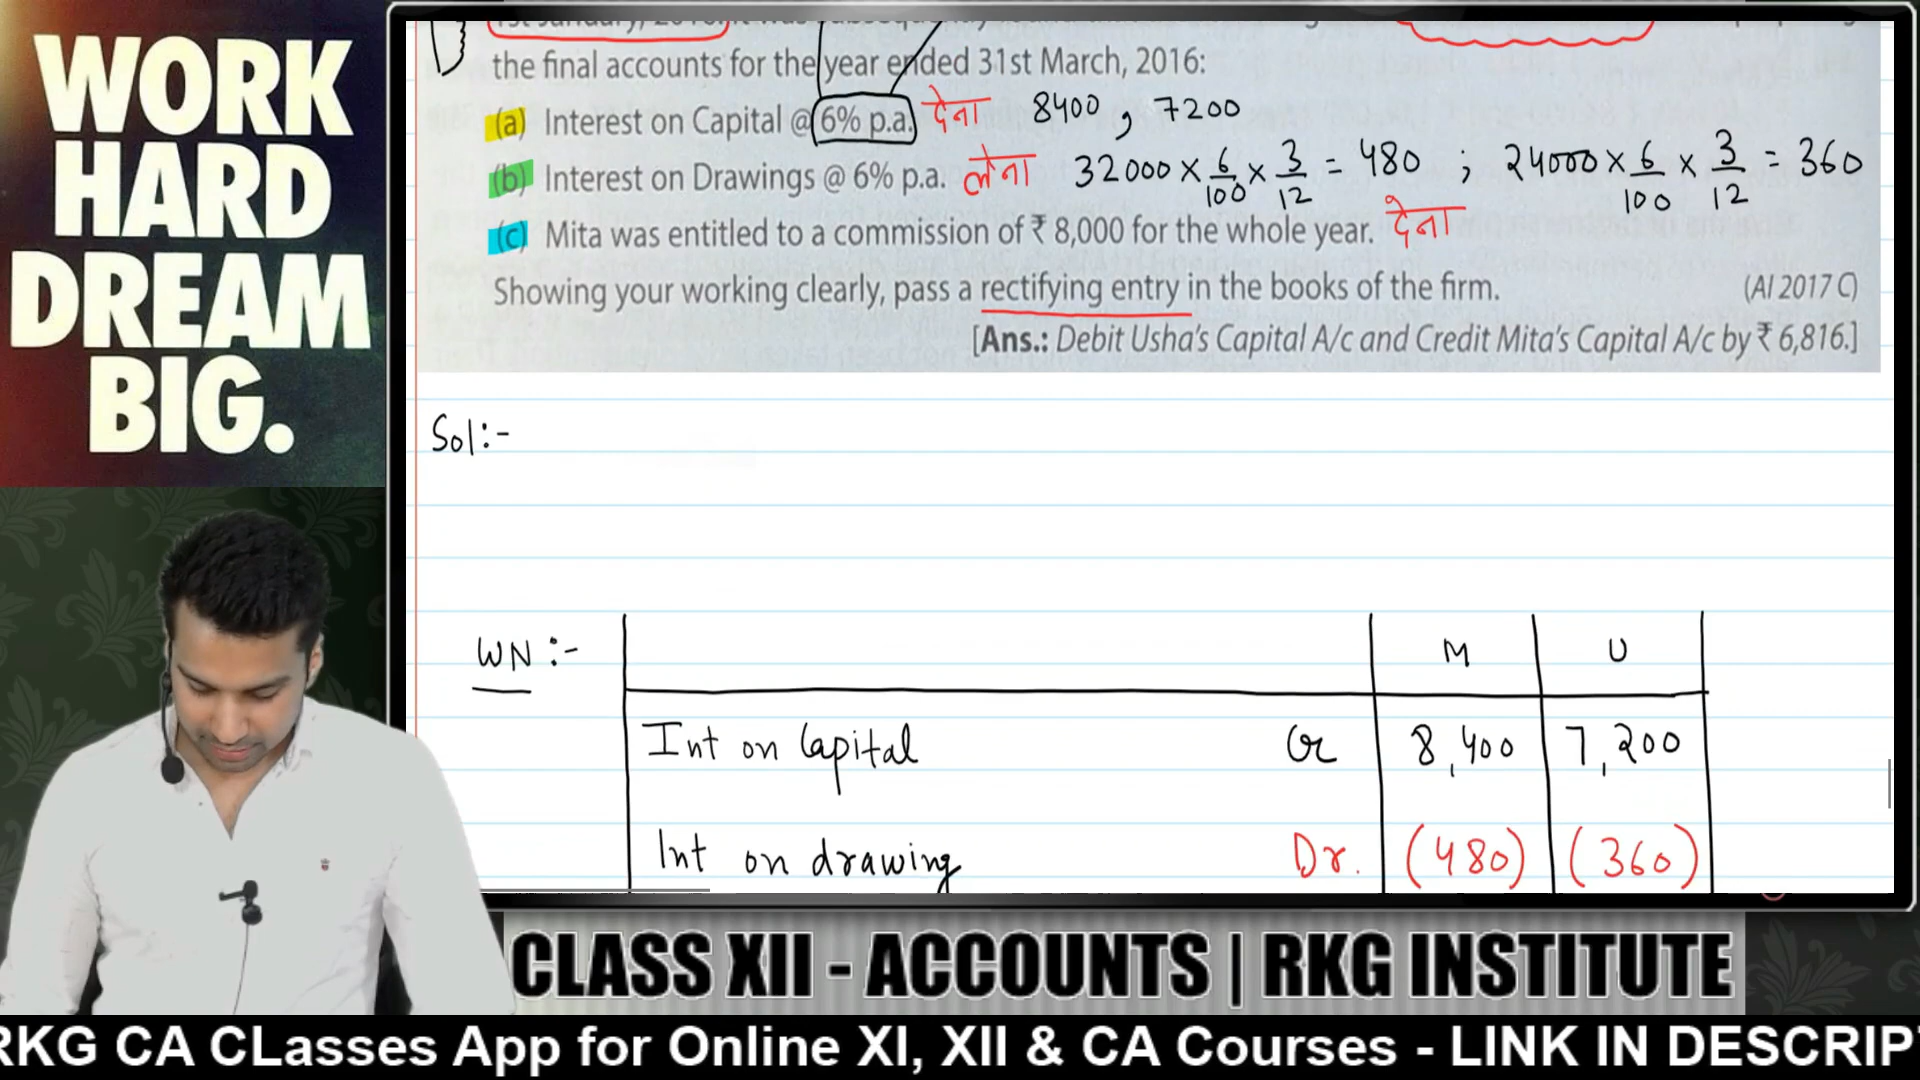 WORK
HARD
DREAM
BIG.
the final accounts for the year ended 31st March, 2016:
(a) Interest on Capital @ 6% p.a. देना 8400 , 7200
(b) Interest on Drawings @ 6% p.a. लेना 32000 × 6/100 × 3/12 = 480 ; 24000 × 6/100 × 3/12 = 360
(c) Mita was entitled to a commission of ₹ 8,000 for the whole year. देना
Showing your working clearly, pass a rectifying entry in the books of the firm. (AI 2017 C)
[Ans.: Debit Usha's Capital A/c and Credit Mita's Capital A/c by ₹ 6,816.]
Sol:-
WN :- M U
Int on Capital Cr 8,400 7,200
Int on drawing Dr. (480) (360)
CLASS XII - ACCOUNTS | RKG INSTITUTE
RKG CA CLasses App for Online XI, XII & CA Courses - LINK IN DESCRIP